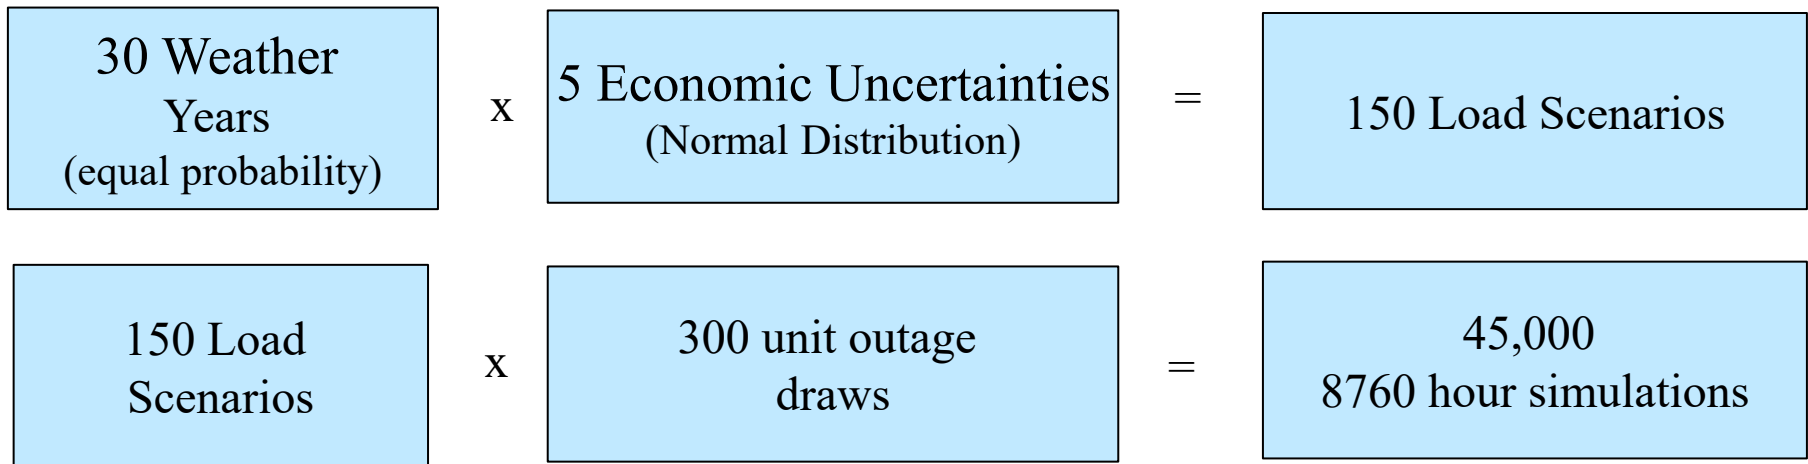 30 Weather
Years
(equal probability)
x
5 Economic Uncertainties
(Normal Distribution)
=
150 Load Scenarios
150 Load
Scenarios
x
300 unit outage
draws
=
45,000
8760 hour simulations